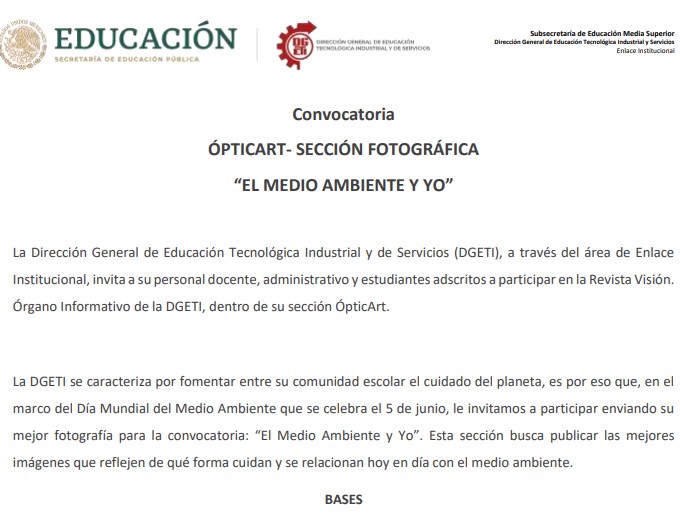 EDUCACIÓN
SECRETARÍA DE EDUCACIÓN PÚBLICA
DIRECCIÓN GENERAL DE EDUCACIÓN
TECNOLÓGICA INDUSTRIAL Y DE SERVICIOS
Subsecretaría de Educación Media Superior
Dirección General de Educación Tecnológica Industrial y Servicios
Enlace Institucional
Convocatoria
ÓPTICART- SECCIÓN FOTOGRÁFICA
“EL MEDIO AMBIENTE Y YO”
La Dirección General de Educación Tecnológica Industrial y de Servicios (DGETI), a través del área de Enlace
Institucional, invita a su personal docente, administrativo y estudiantes adscritos a participar en la Revista Visión.
Órgano Informativo de la DGETI, dentro de su sección ÓpticArt.
La DGETI se caracteriza por fomentar entre su comunidad escolar el cuidado del planeta, es por eso que, en el
marco del Día Mundial del Medio Ambiente que se celebra el 5 de junio, le invitamos a participar enviando su
mejor fotografía para la convocatoria: “El Medio Ambiente y Yo”. Esta sección busca publicar las mejores
imágenes que reflejen de qué forma cuidan y se relacionan hoy en día con el medio ambiente.
BASES